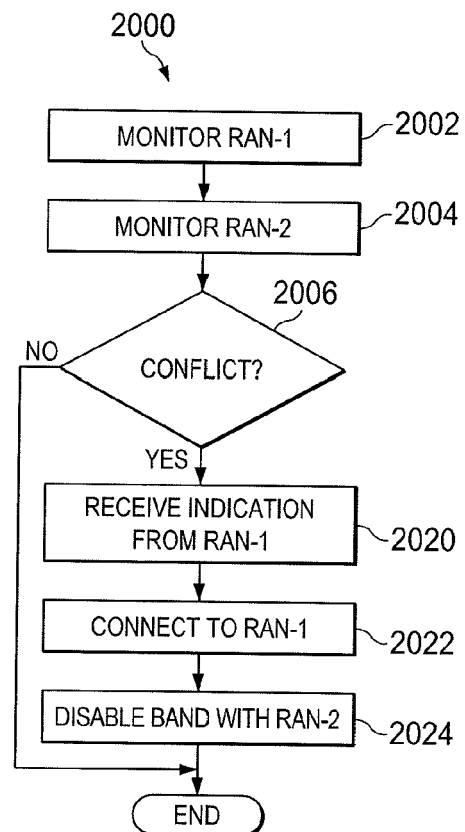 2000
MONITOR RAN-1
2002
MONITOR RAN-2
2004
2006
CONFLICT?
NO
YES
RECEIVE INDICATION
FROM RAN-1
2020
CONNECT TO RAN-1
2022
DISABLE BAND WITH RAN-2
2024
END